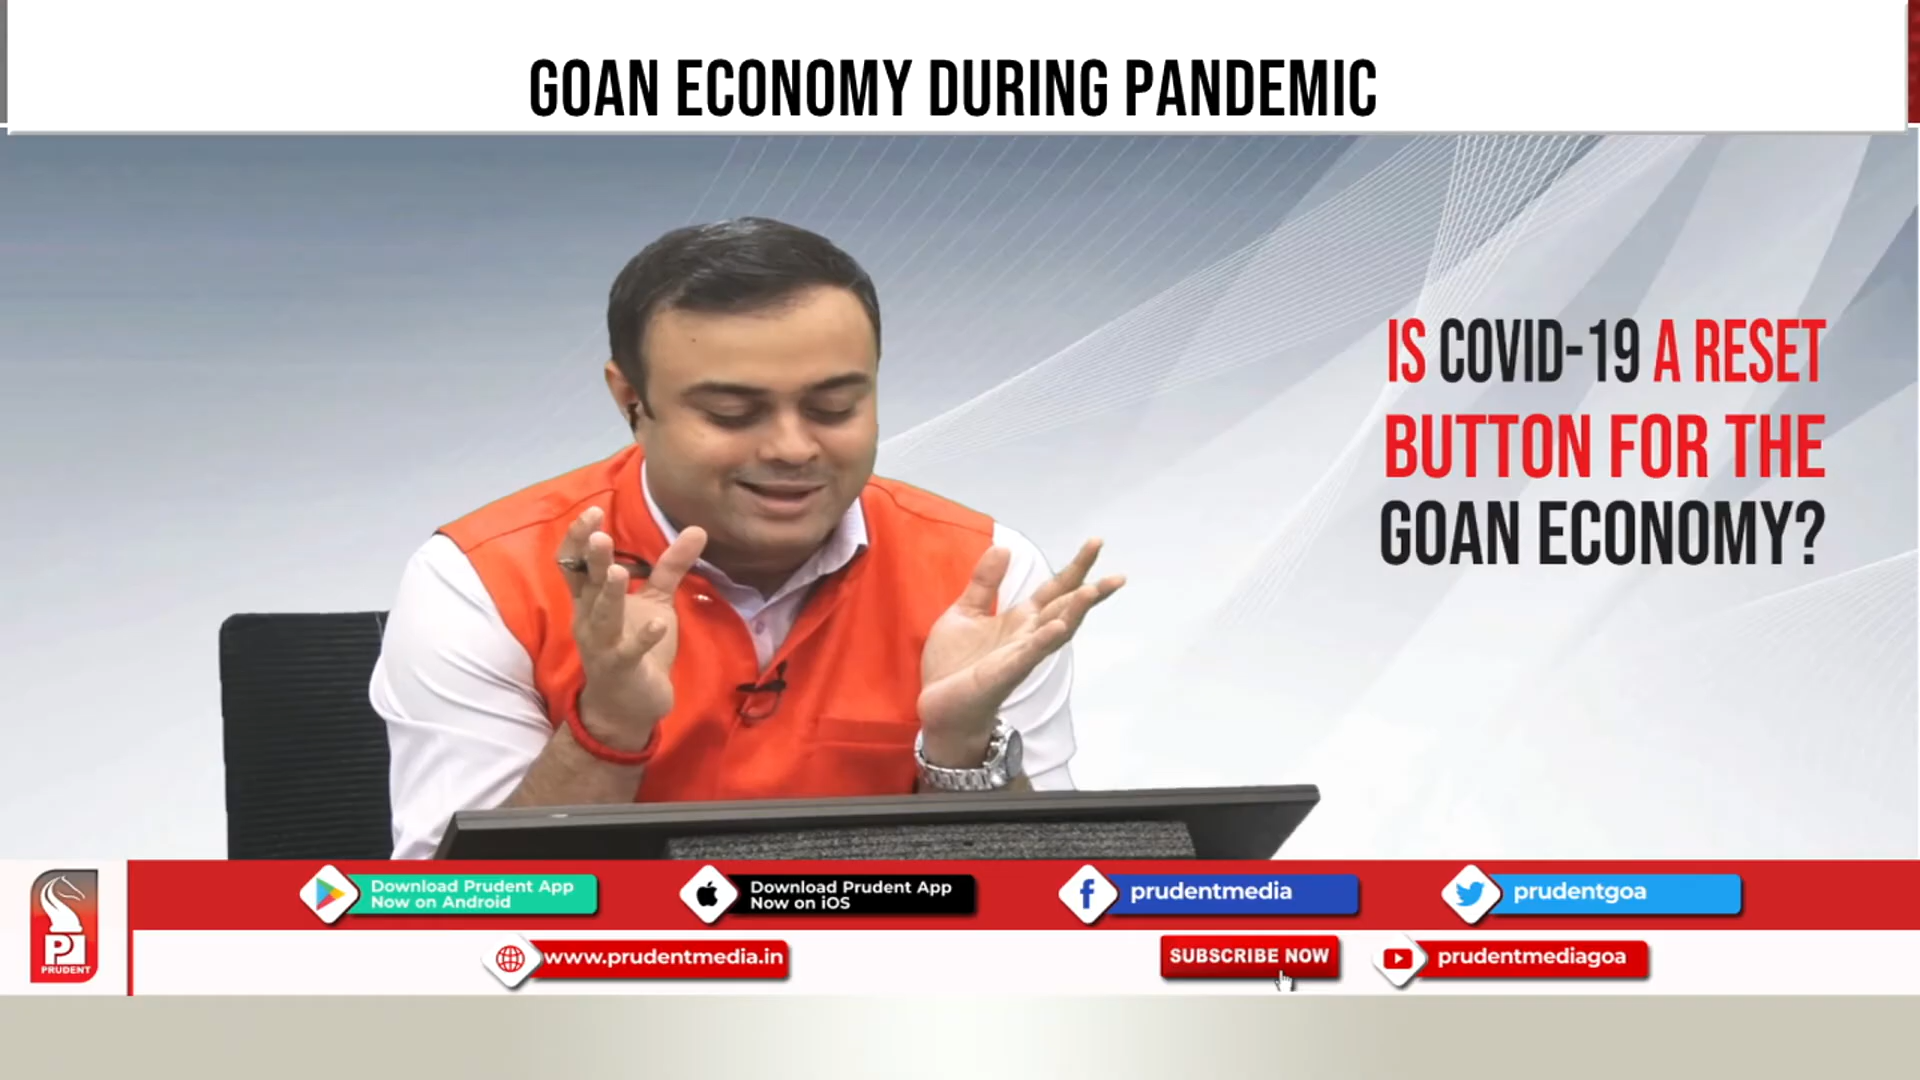 GOAN ECONOMY DURING PANDEMIC
IS COVID-19 A RESET
BUTTON FOR THE
GOAN ECONOMY?
Download Prudent App
Now on Android
Download Prudent App
Now on iOS
prudentmedia
prudentgoa
PRUDENT
www.prudentmedia.in
SUBSCRIBE NOW
prudentmediagoa